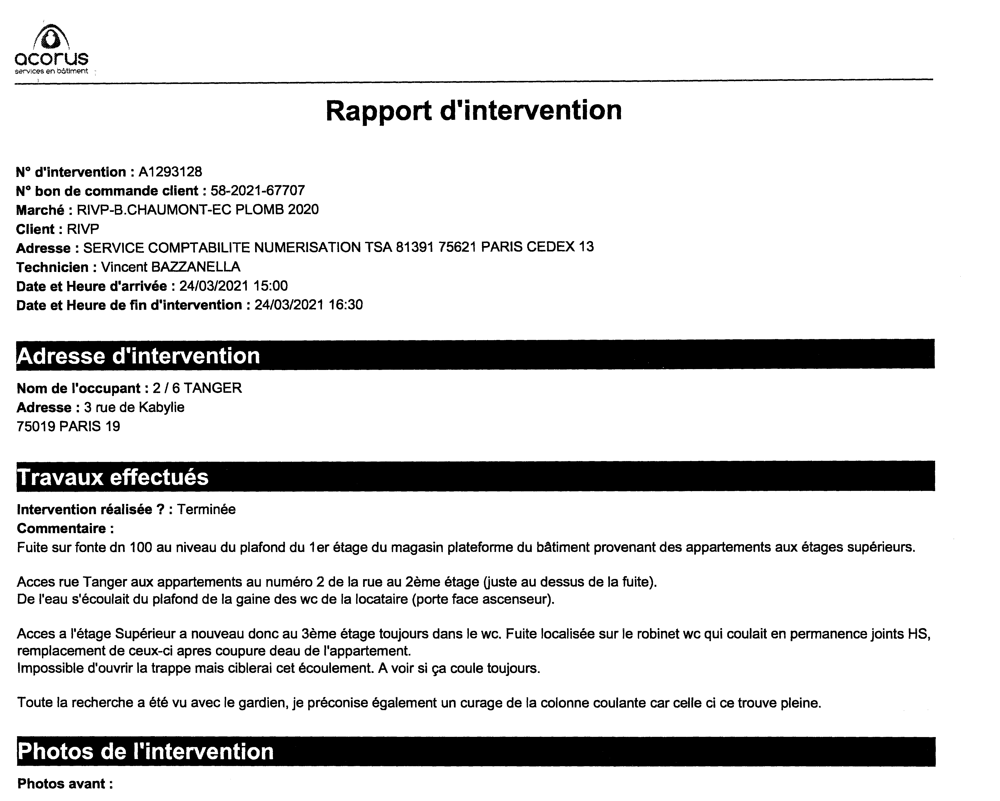 acorus
services en bâtiment
Rapport d'intervention
N° d'intervention : A1293128
N° bon de commande client : 58-2021-67707
Marché : RIVP-B.CHAUMONT-EC PLOMB 2020
Client : RIVP
Adresse : SERVICE COMPTABILITE NUMERISATION TSA 81391 75621 PARIS CEDEX 13
Technicien : Vincent BAZZANELLA
Date et Heure d'arrivée : 24/03/2021 15:00
Date et Heure de fin d'intervention : 24/03/2021 16:30
Adresse d'intervention
Nom de l'occupant : 2 / 6 TANGER
Adresse : 3 rue de Kabylie
75019 PARIS 19
Travaux effectués
Intervention réalisée ? : Terminée
Commentaire :
Fuite sur fonte dn 100 au niveau du plafond du 1er étage du magasin plateforme du bâtiment provenant des appartements aux étages supérieurs.
Acces rue Tanger aux appartements au numéro 2 de la rue au 2ème étage (juste au dessus de la fuite).
De l'eau s'écoulait du plafond de la gaine des wc de la locataire (porte face ascenseur).
Acces a l'étage Supérieur a nouveau donc au 3ème étage toujours dans le wc. Fuite localisée sur le robinet wc qui coulait en permanence joints HS,
remplacement de ceux-ci apres coupure deau de l'appartement.
Impossible d'ouvrir la trappe mais ciblerai cet écoulement. A voir si ça coule toujours.
Toute la recherche a été vu avec le gardien, je préconise également un curage de la colonne coulante car celle ci ce trouve pleine.
Photos de l'intervention
Photos avant :